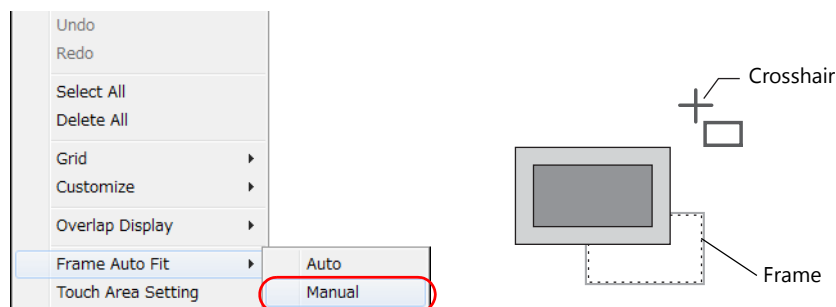 Undo
Redo
Select All
Delete All
Grid
Customize
Overlap Display
Frame Auto Fit
Touch Area Setting
Auto
Manual
Crosshair
Frame